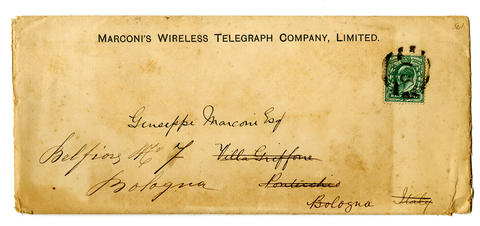 MARCONI'S WIRELESS TELEGRAPH COMPANY, LIMITED.
Giuseppe Marconi Esq
Belfiore No 7 Villa Griffone
Bologna Pontecchio
Bologna Italy